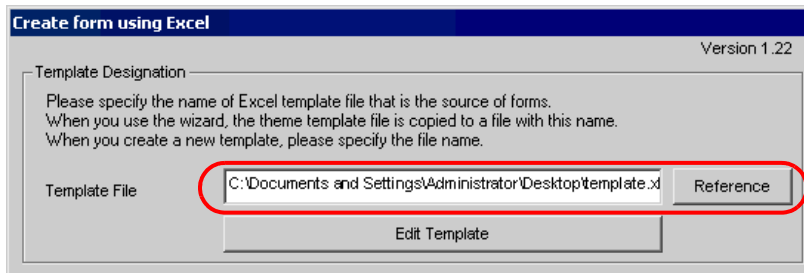 Create form using Excel
Version 1.22
Template Designation
Please specify the name of Excel template file that is the source of forms.
When you use the wizard, the theme template file is copied to a file with this name.
When you create a new template, please specify the file name.
Template File C:\Documents and Settings\Administrator\Desktop\template.xl Reference
Edit Template